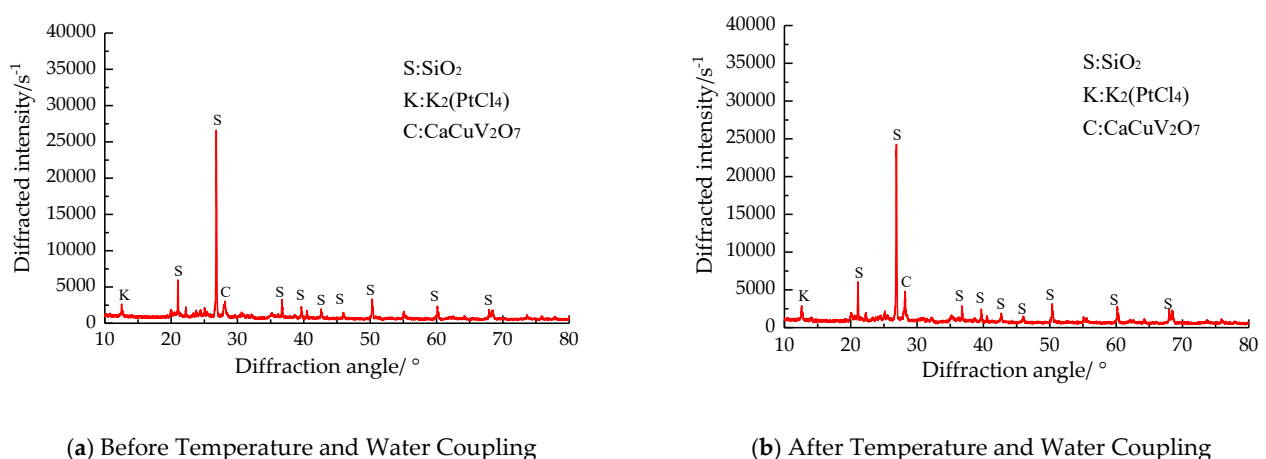 40000
35000
30000
25000
20000
15000
10000
5000
0
Diffracted intensity/s⁻¹
S:SiO₂
K:K₂(PtCl₄)
C:CaCuV₂O₇
K
S
S
C
S
S
S
S
S
S
S
10 20 30 40 50 60 70 80
Diffraction angle/ °
(a) Before Temperature and Water Coupling
40000
35000
30000
25000
20000
15000
10000
5000
0
Diffracted intensity/s⁻¹
S:SiO₂
K:K₂(PtCl₄)
C:CaCuV₂O₇
K
S
S
C
S
S
S
S
S
S
S
10 20 30 40 50 60 70 80
Diffraction angle/ °
(b) After Temperature and Water Coupling